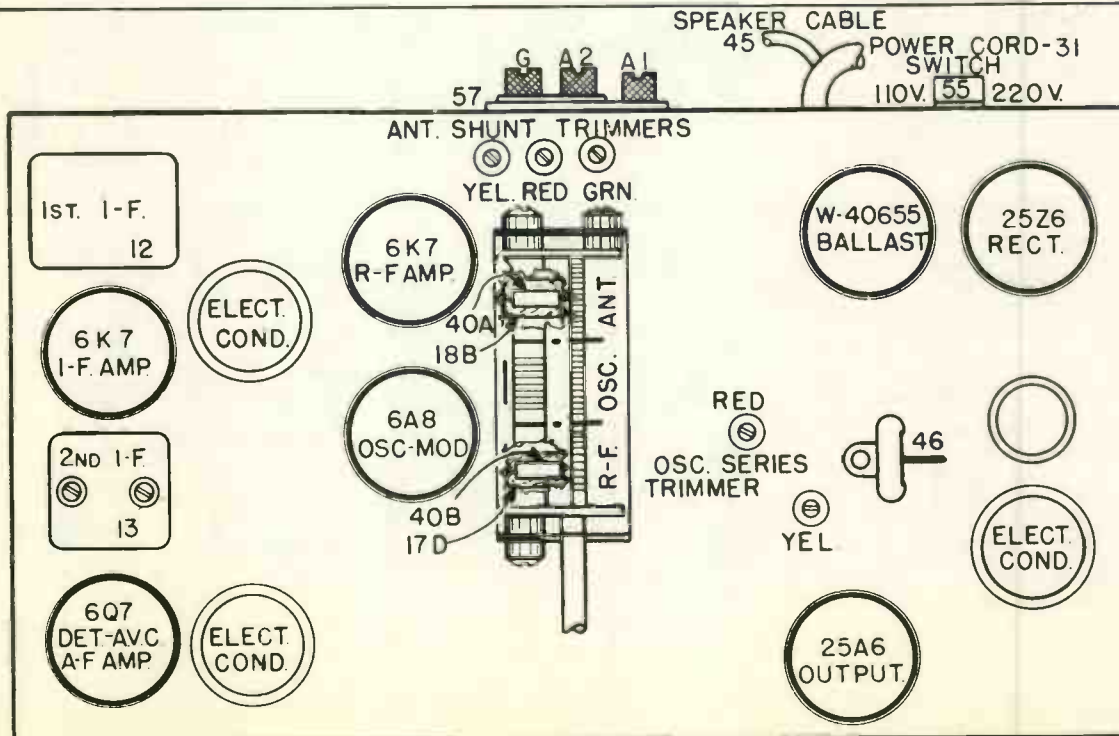 SPEAKER CABLE
45
POWER CORD-31
SWITCH
110V. 55 220V.
G A2 A1
57
ANT. SHUNT TRIMMERS
YEL. RED GRN.
1ST. I-F.
12
6K7
R-F AMP.
W-40655
BALLAST
25Z6
RECT.
ELECT.
COND.
6K7
I-F. AMP.
40A
18B
R-F. OSC. ANT.
6A8
OSC-MOD
RED
OSC. SERIES
TRIMMER
46
2ND I-F.
13
40B
17D
YEL.
ELECT.
COND.
6Q7
DET.-A.V.C.
A-F AMP.
ELECT.
COND.
25A6
OUTPUT.